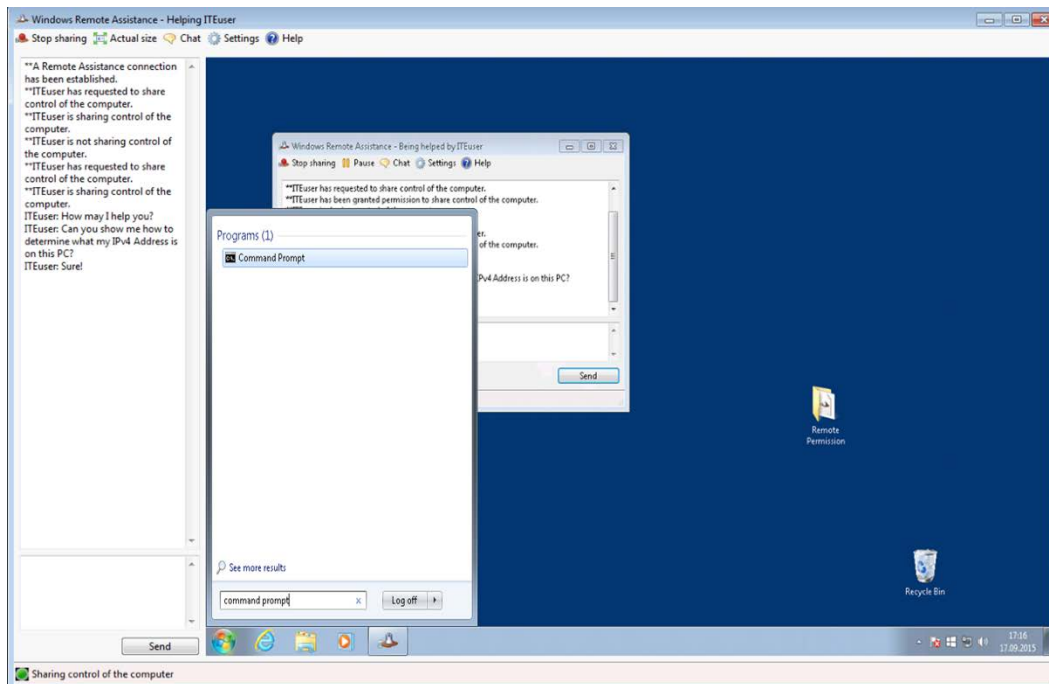 Windows Remote Assistance - Helping ITEuser
Stop sharing Actual size Chat Settings Help
**A Remote Assistance connection
has been established.
**ITEuser has requested to share
control of the computer.
**ITEuser is sharing control of the
computer.
**ITEuser is not sharing control of
the computer.
**ITEuser has requested to share
control of the computer.
**ITEuser is sharing control of the
computer.
ITEuser: How may I help you?
ITEuser: Can you show me how to
determine what my IPv4 Address is
on this PC?
ITEuser: Sure!
Send
Sharing control of the computer
Windows Remote Assistance - Being helped by ITEuser
Stop sharing Pause Chat Settings Help
**ITEuser has requested to share control of the computer.
**ITEuser has been granted permission to share control of the computer.
er.
of the computer.
IPv4 Address is on this PC?
Send
Programs (1)
Command Prompt
See more results
command prompt
Log off
Remote
Permission
Recycle Bin
17:16
17.09.2015